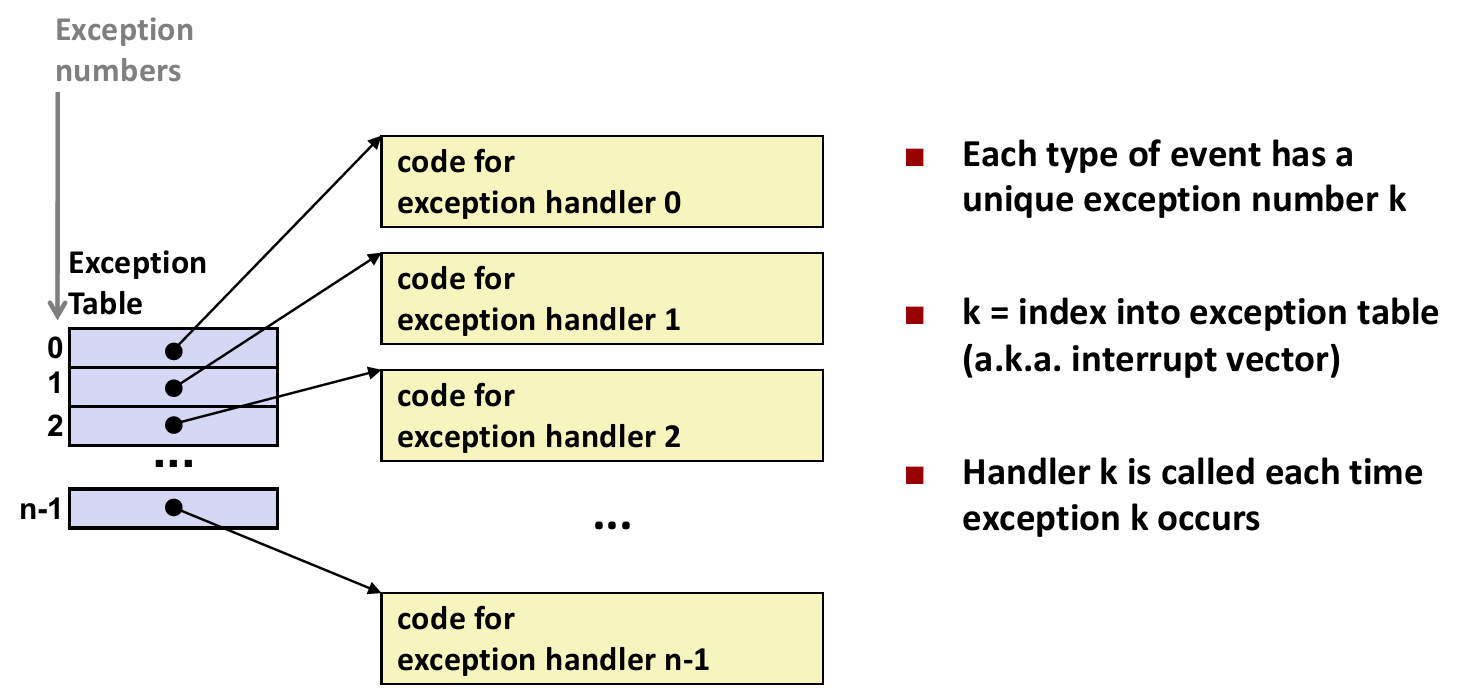 Exception
numbers
Exception
Table
0
1
2
...
n-1
code for
exception handler 0
code for
exception handler 1
code for
exception handler 2
...
code for
exception handler n-1
Each type of event has a
unique exception number k
k = index into exception table
(a.k.a. interrupt vector)
Handler k is called each time
exception k occurs